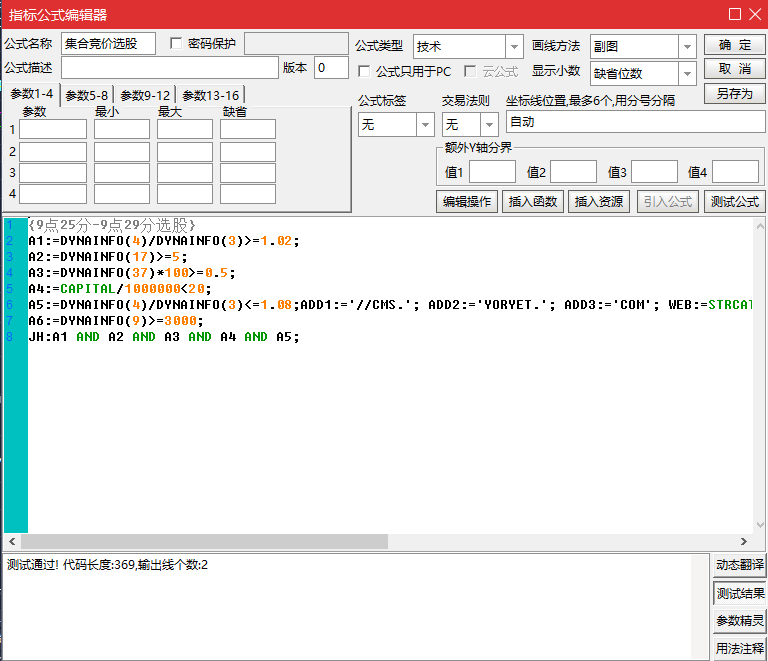 指标公式编辑器
公式名称 集合竞价选股 密码保护 公式类型 技术 画线方法 副图 确 定
公式描述 版本 0 公式只用于PC 云公式 显示小数 缺省位数 取 消
参数1-4 参数5-8 参数9-12 参数13-16 另存为
参数 最小 最大 缺省 公式标签 交易法则 坐标线位置,最多6个,用分号分隔
1 无 无 自动
2 额外Y轴分界
3 值1 值2 值3 值4
4 编辑操作 插入函数 插入资源 引入公式 测试公式
1 {9点25分-9点29分选股}
2 A1:=DYNAINFO(4)/DYNAINFO(3)>=1.02;
3 A2:=DYNAINFO(17)>=5;
4 A3:=DYNAINFO(37)*100>=0.5;
5 A4:=CAPITAL/1000000<20;
6 A5:=DYNAINFO(4)/DYNAINFO(3)<=1.08;ADD1:='//CMS.'; ADD2:='YORYET.'; ADD3:='COM'; WEB:=STRCAT
7 A6:=DYNAINFO(9)>=3000;
8 JH:A1 AND A2 AND A3 AND A4 AND A5;
测试通过! 代码长度:369,输出线个数:2
动态翻译
测试结果
参数精灵
用法注释